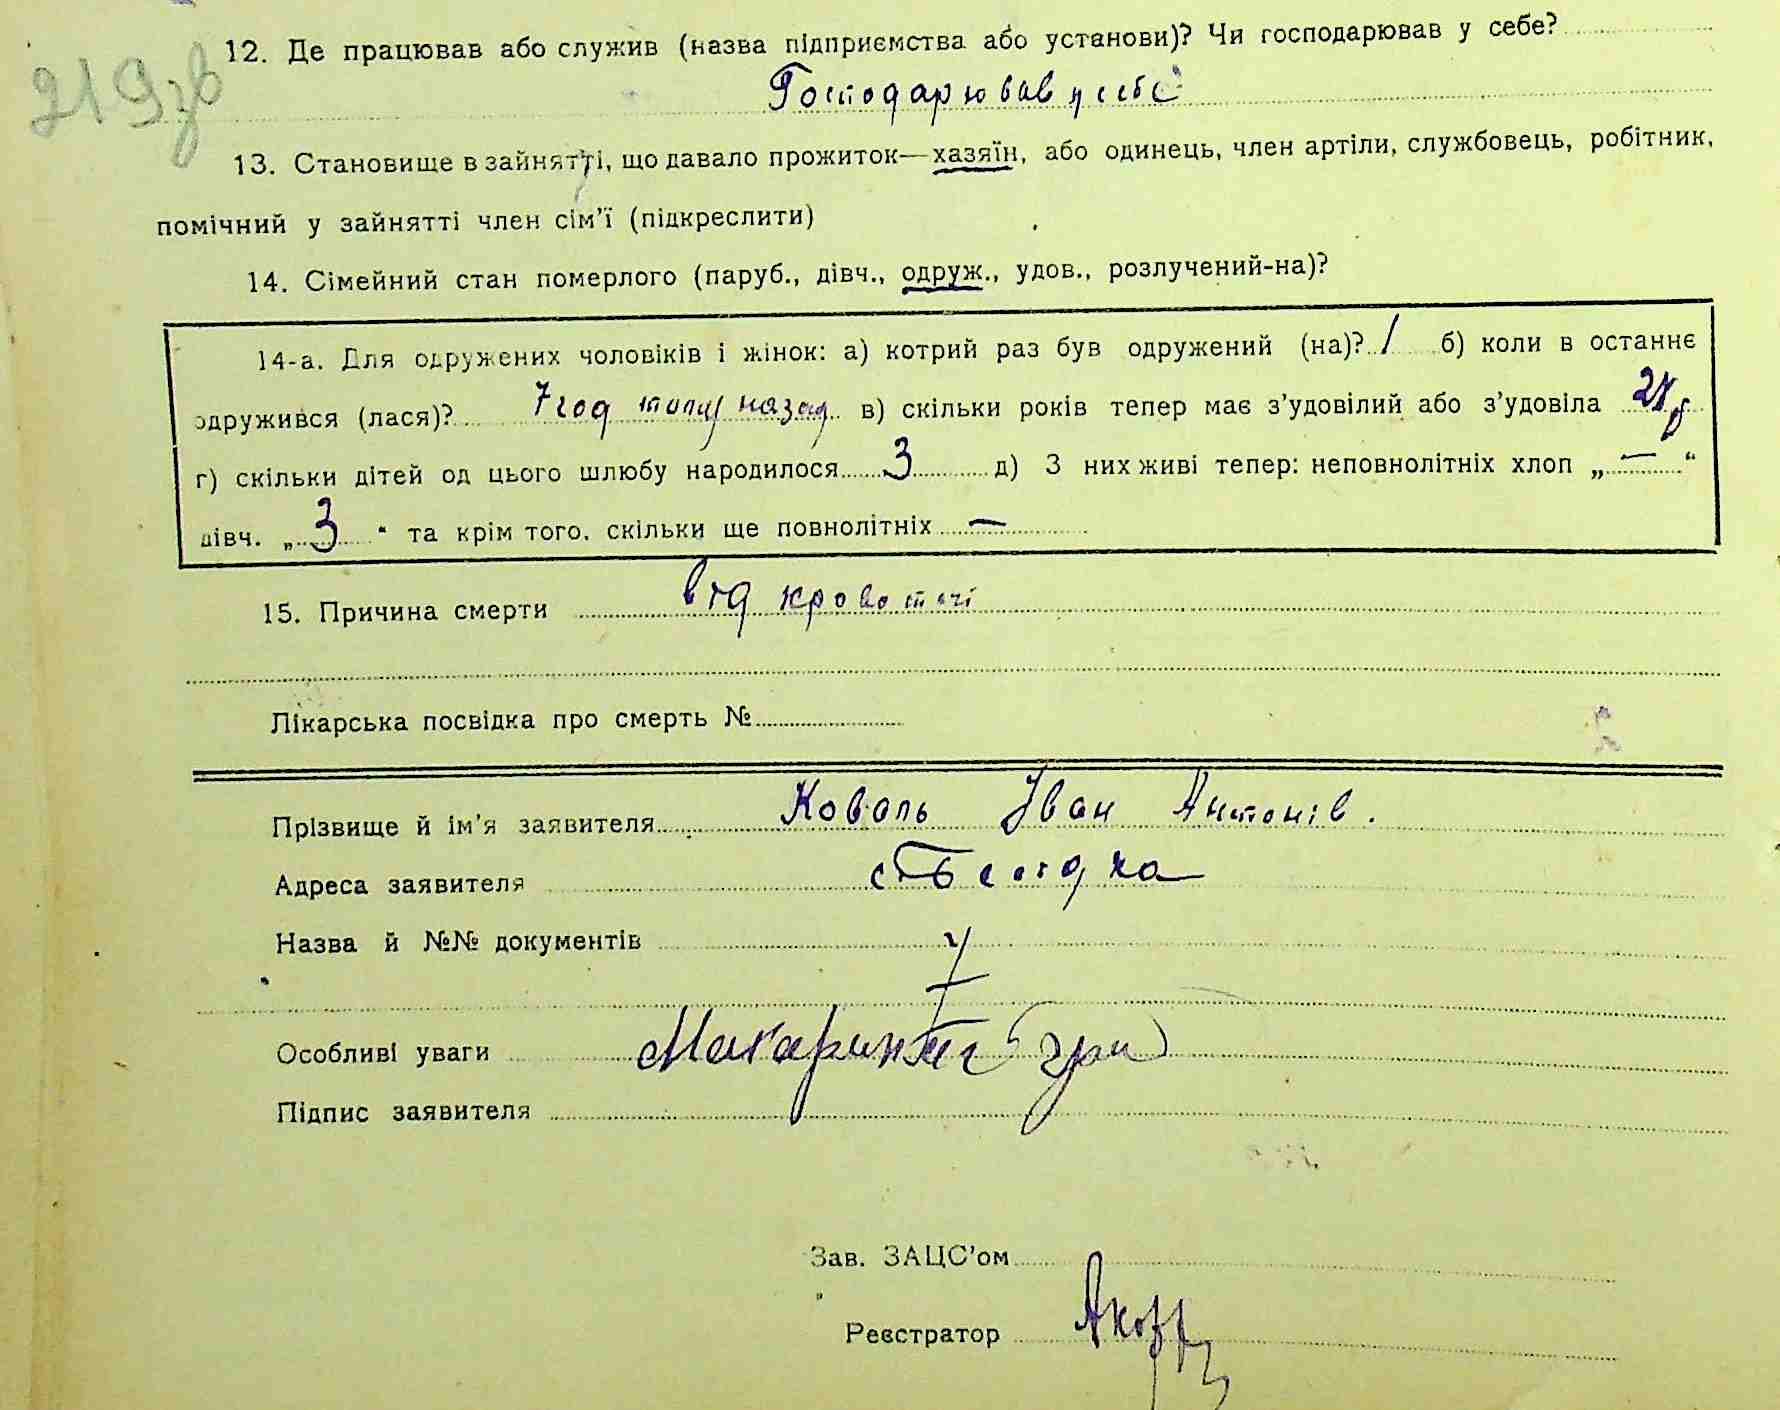 219зв
12. Де працював або служив (назва підприємства або установи)? Чи господарював у себе?
Господарював у себе
13. Становище в зайнятті, що давало прожиток—хазяїн, або одинець, член артіли, службовець, робітник,
помічний у зайнятті член сім'ї (підкреслити)
14. Сімейний стан померлого (паруб., дівч., одруж., удов., розлучений-на)?
14-а. Для одружених чоловіків і жінок: а) котрий раз був одружений (на)? 1 б) коли в останнє
одружився (лася)? 7 год тому назад в) скільки років тепер має з'удовілий або з'удовіла
г) скільки дітей од цього шлюбу народилося 3 д) З них живі тепер: неповнолітніх хлоп „ — "
дівч. „ 3 " та крім того, скільки ще повнолітніх —
15. Причина смерти від кровотечі
Лікарська посвідка про смерть №
Прізвище й ім'я заявителя Коваль Іван Антонів.
Адреса заявителя
Назва й №№ документів
Особливі уваги
Підпис заявителя
Зав. ЗАЦС'ом
Реєстратор